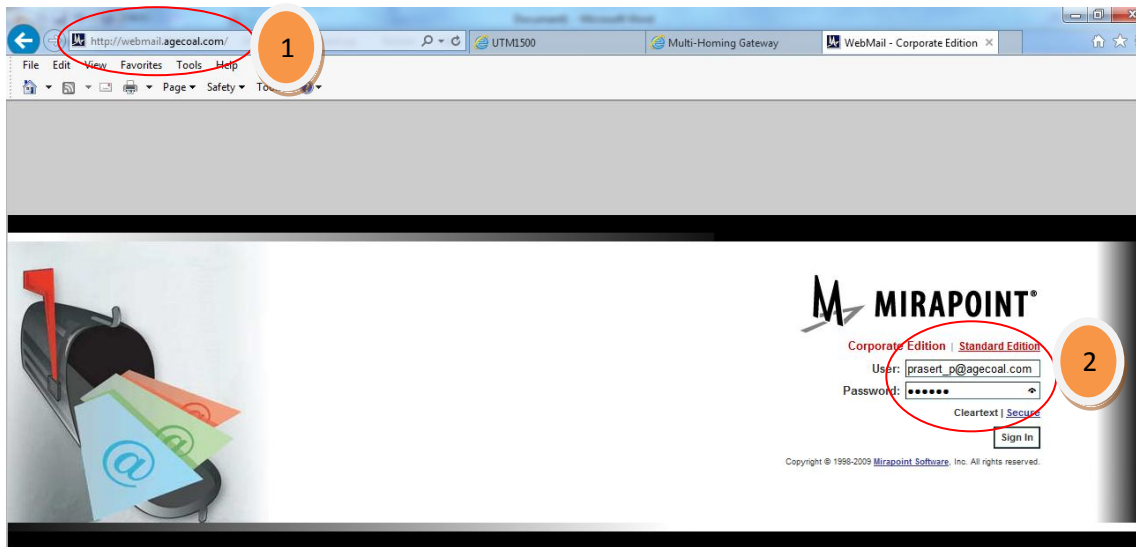 http://webmail.agecoal.com/
UTM1500
Multi-Homing Gateway
WebMail - Corporate Edition
1
File Edit View Favorites Tools Help
Page Safety
MIRAPOINT®
Corporate Edition | Standard Edition
User: prasert_p@agecoal.com
2
Password: ●●●●●●
Cleartext | Secure
Sign In
Copyright © 1998-2009 Mirapoint Software, Inc. All rights reserved.